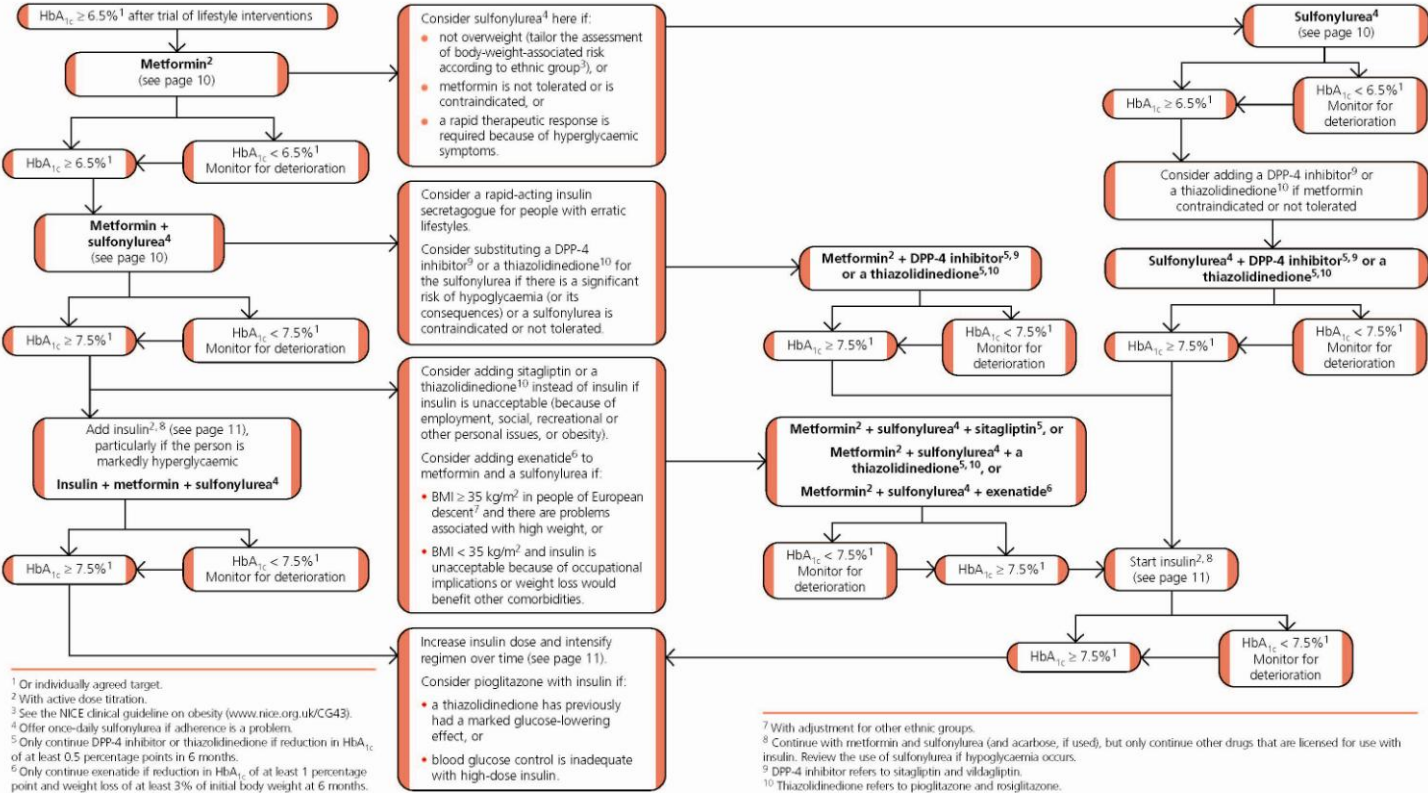 HbA1c ≥ 6.5%1 after trial of lifestyle interventions
Metformin2
(see page 10)
HbA1c ≥ 6.5%1
HbA1c < 6.5%1
Monitor for deterioration
Metformin +
sulfonylurea4
(see page 10)
HbA1c ≥ 7.5%1
HbA1c < 7.5%1
Monitor for deterioration
Add insulin2, 8 (see page 11),
particularly if the person is
markedly hyperglycaemic
Insulin + metformin + sulfonylurea4
HbA1c ≥ 7.5%1
HbA1c < 7.5%1
Monitor for deterioration
Consider sulfonylurea4 here if:
• not overweight (tailor the assessment
of body-weight-associated risk
according to ethnic group3), or
• metformin is not tolerated or is
contraindicated, or
• a rapid therapeutic response is
required because of hyperglycaemic
symptoms.
Consider a rapid-acting insulin
secretagogue for people with erratic
lifestyles.
Consider substituting a DPP-4
inhibitor9 or a thiazolidinedione10 for
the sulfonylurea if there is a significant
risk of hypoglycaemia (or its
consequences) or a sulfonylurea is
contraindicated or not tolerated.
Consider adding sitagliptin or a
thiazolidinedione10 instead of insulin if
insulin is unacceptable (because of
employment, social, recreational or
other personal issues, or obesity).
Consider adding exenatide6 to
metformin and a sulfonylurea if:
• BMI ≥ 35 kg/m2 in people of European
descent7 and there are problems
associated with high weight, or
• BMI < 35 kg/m2 and insulin is
unacceptable because of occupational
implications or weight loss would
benefit other comorbidities.
Increase insulin dose and intensify
regimen over time (see page 11).
Consider pioglitazone with insulin if:
• a thiazolidinedione has previously
had a marked glucose-lowering
effect, or
• blood glucose control is inadequate
with high-dose insulin.
Metformin2 + DPP-4 inhibitor5, 9
or a thiazolidinedione5, 10
HbA1c ≥ 7.5%1
HbA1c < 7.5%1
Monitor for
deterioration
Metformin2 + sulfonylurea4 + sitagliptin5, or
Metformin2 + sulfonylurea4 + a
thiazolidinedione5, 10, or
Metformin2 + sulfonylurea4 + exenatide6
HbA1c < 7.5%1
Monitor for
deterioration
HbA1c ≥ 7.5%1
Sulfonylurea4
(see page 10)
HbA1c ≥ 6.5%1
HbA1c < 6.5%1
Monitor for
deterioration
Consider adding a DPP-4 inhibitor9 or
a thiazolidinedione10 if metformin
contraindicated or not tolerated
Sulfonylurea4 + DPP-4 inhibitor5, 9 or a
thiazolidinedione5, 10
HbA1c ≥ 7.5%1
HbA1c < 7.5%1
Monitor for
deterioration
Start insulin2, 8
(see page 11)
HbA1c ≥ 7.5%1
HbA1c < 7.5%1
Monitor for
deterioration
1 Or individually agreed target.
2 With active dose titration.
3 See the NICE clinical guideline on obesity (www.nice.org.uk/CG43).
4 Offer once-daily sulfonylurea if adherence is a problem.
5 Only continue DPP-4 inhibitor or thiazolidinedione if reduction in HbA1c
of at least 0.5 percentage points in 6 months.
6 Only continue exenatide if reduction in HbA1c of at least 1 percentage
point and weight loss of at least 3% of initial body weight at 6 months.
7 With adjustment for other ethnic groups.
8 Continue with metformin and sulfonylurea (and acarbose, if used), but only continue other drugs that are licensed for use with
insulin. Review the use of sulfonylurea if hypoglycaemia occurs.
9 DPP-4 inhibitor refers to sitagliptin and vildagliptin.
10 Thiazolidinedione refers to pioglitazone and rosiglitazone.